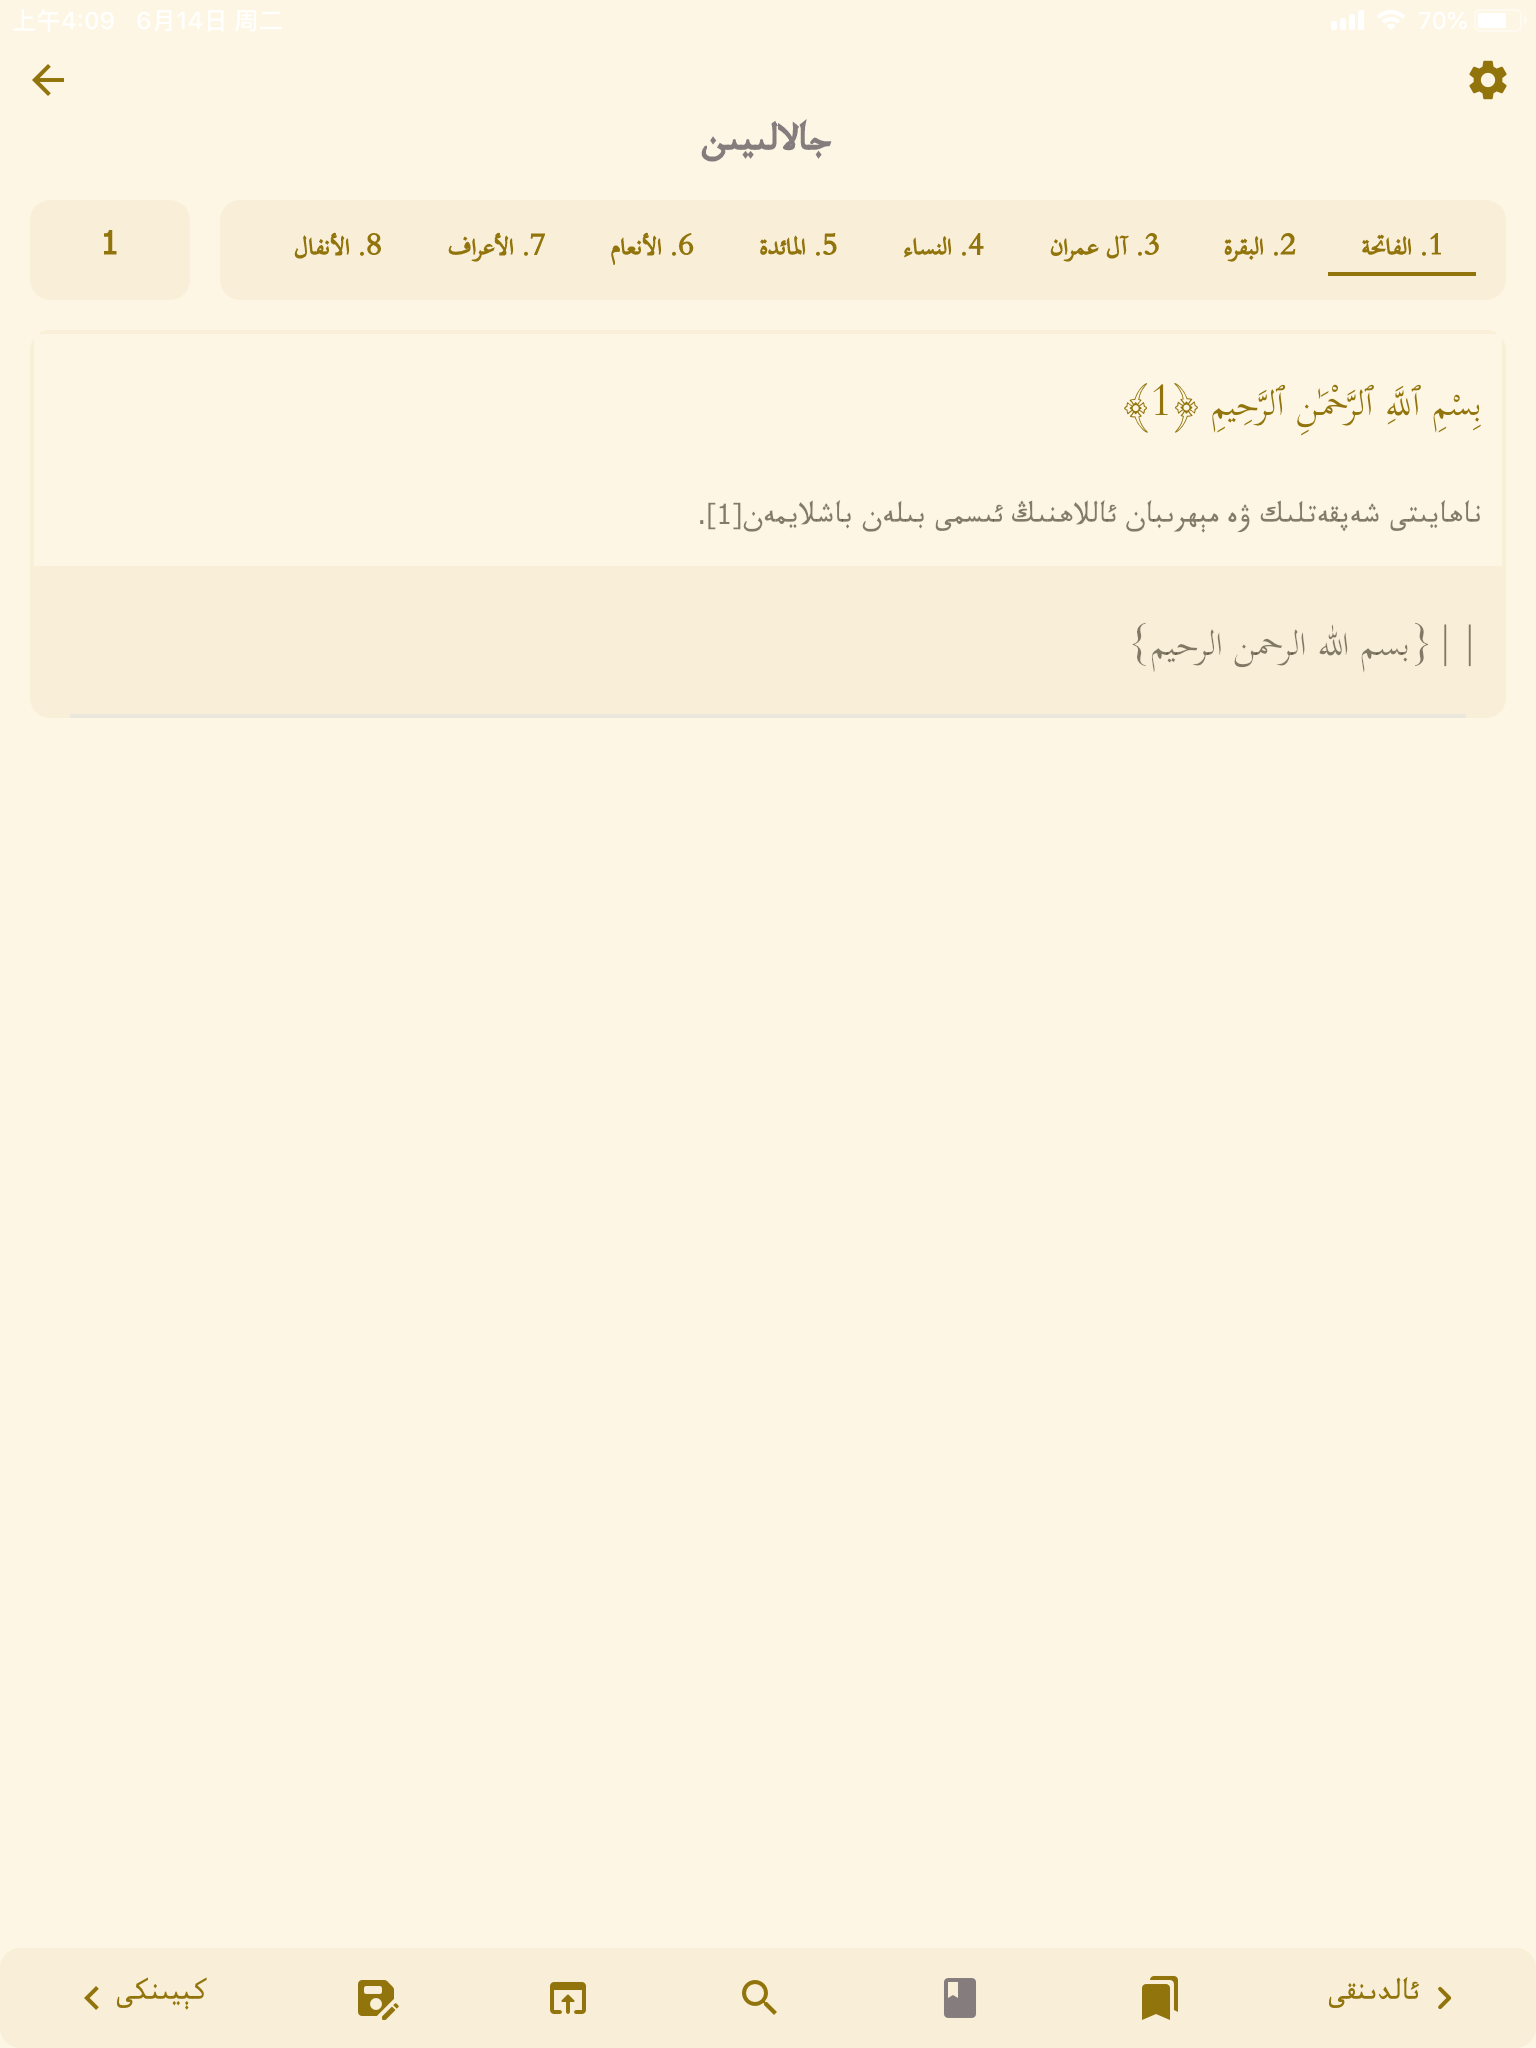 上午4:09 6月14日 周二 70%
جالالىيىن
1. الفاتحة 2. البقرة 3. آل عمران 4. النساء 5. المائدة 6. الأنعام 7. الأعراف 8. الأنفال
1
بِسْمِ ٱللَّهِ ٱلرَّحْمَـٰنِ ٱلرَّحِيمِ ﴿1﴾
ناھايىتى شەپقەتلىك ۋە مېھرىبان ئاللاھنىڭ ئىسمى بىلەن باشلايمەن[1].
||{بسم الله الرحمن الرحيم}
ئالدىنقى كېيىنكى